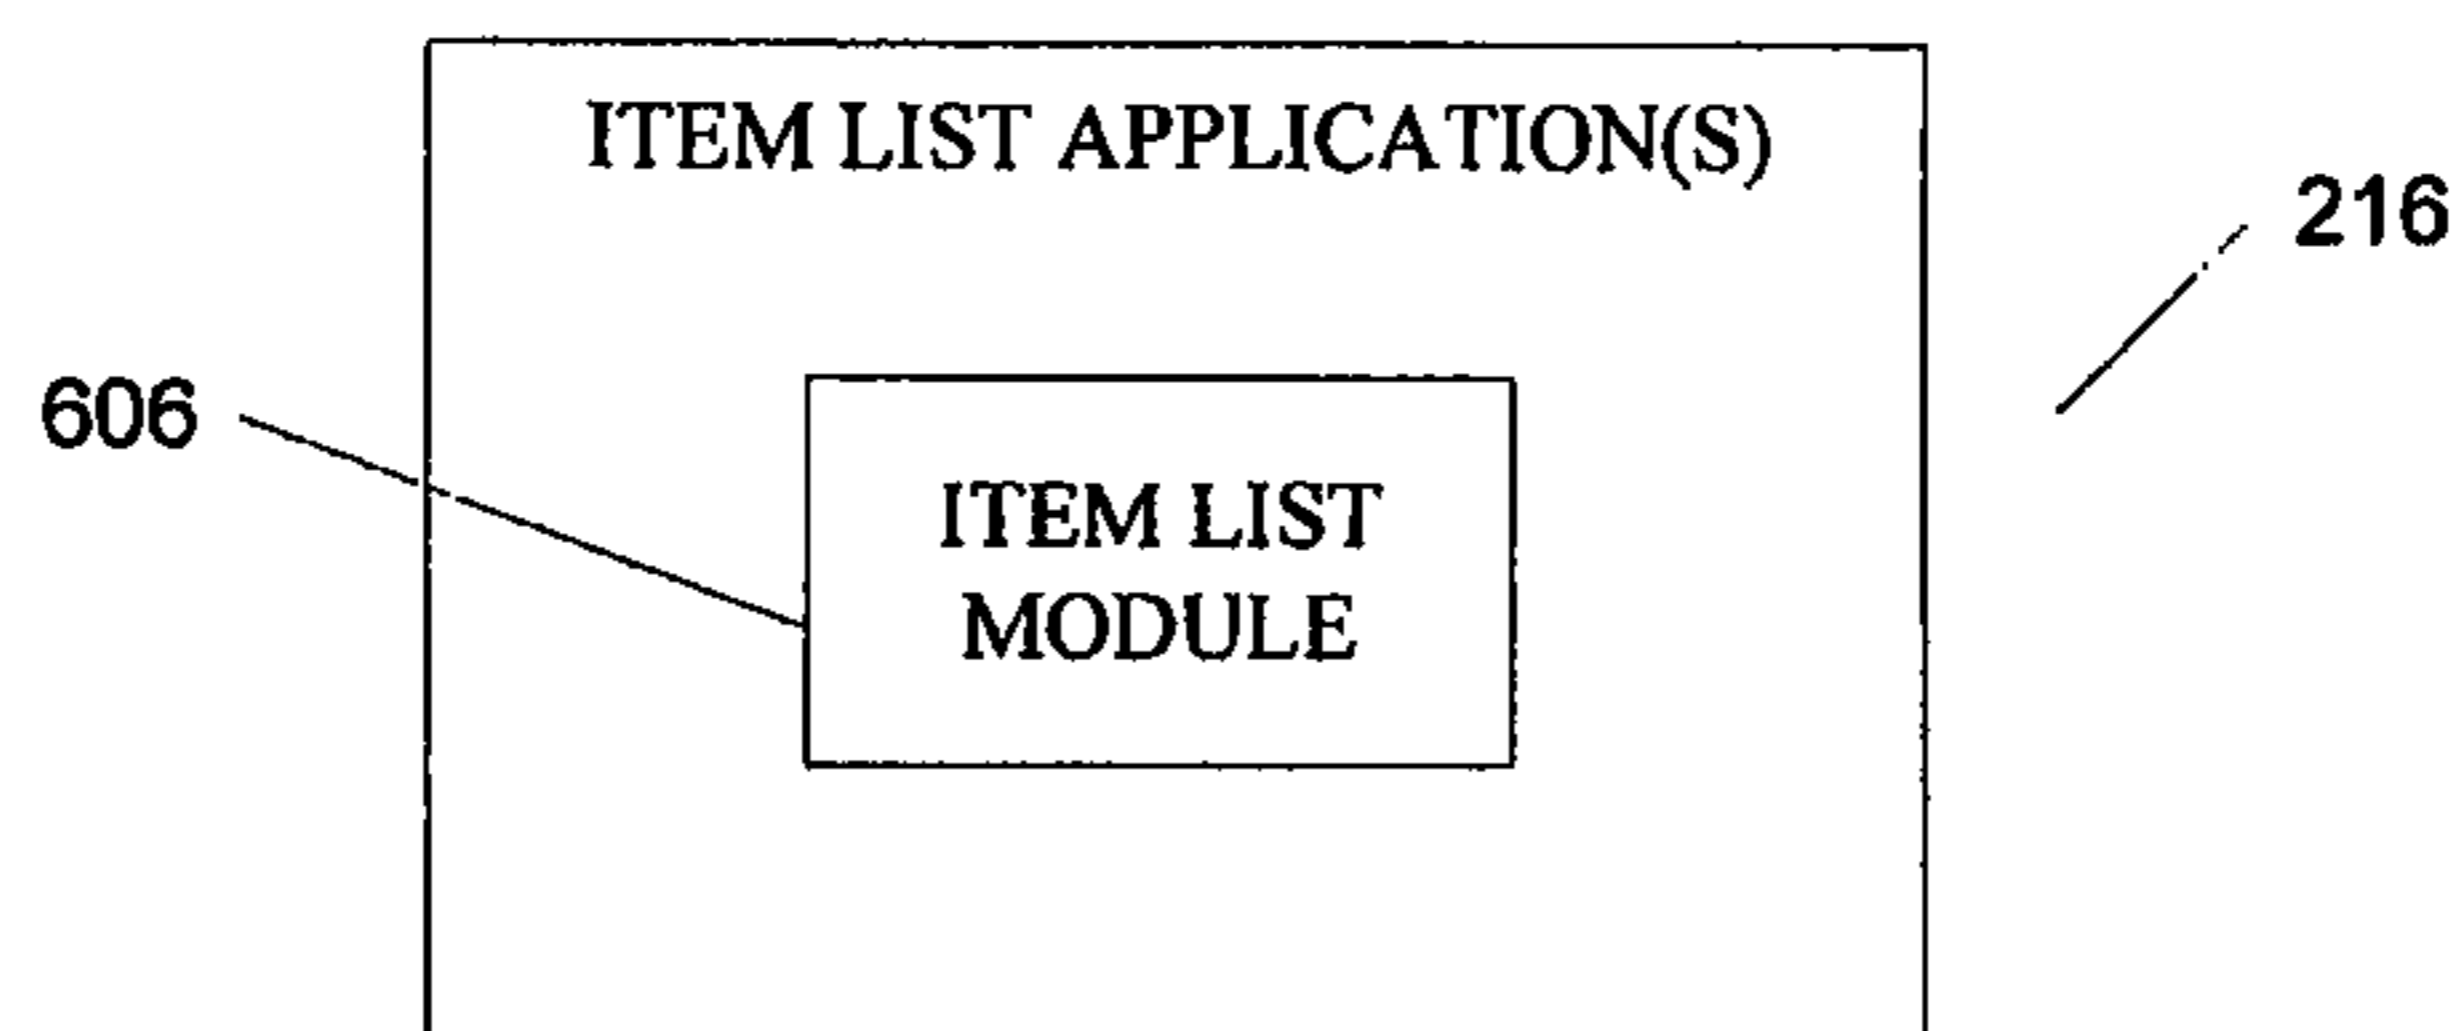 ITEM LIST APPLICATION(S)
216
606
ITEM LIST
MODULE